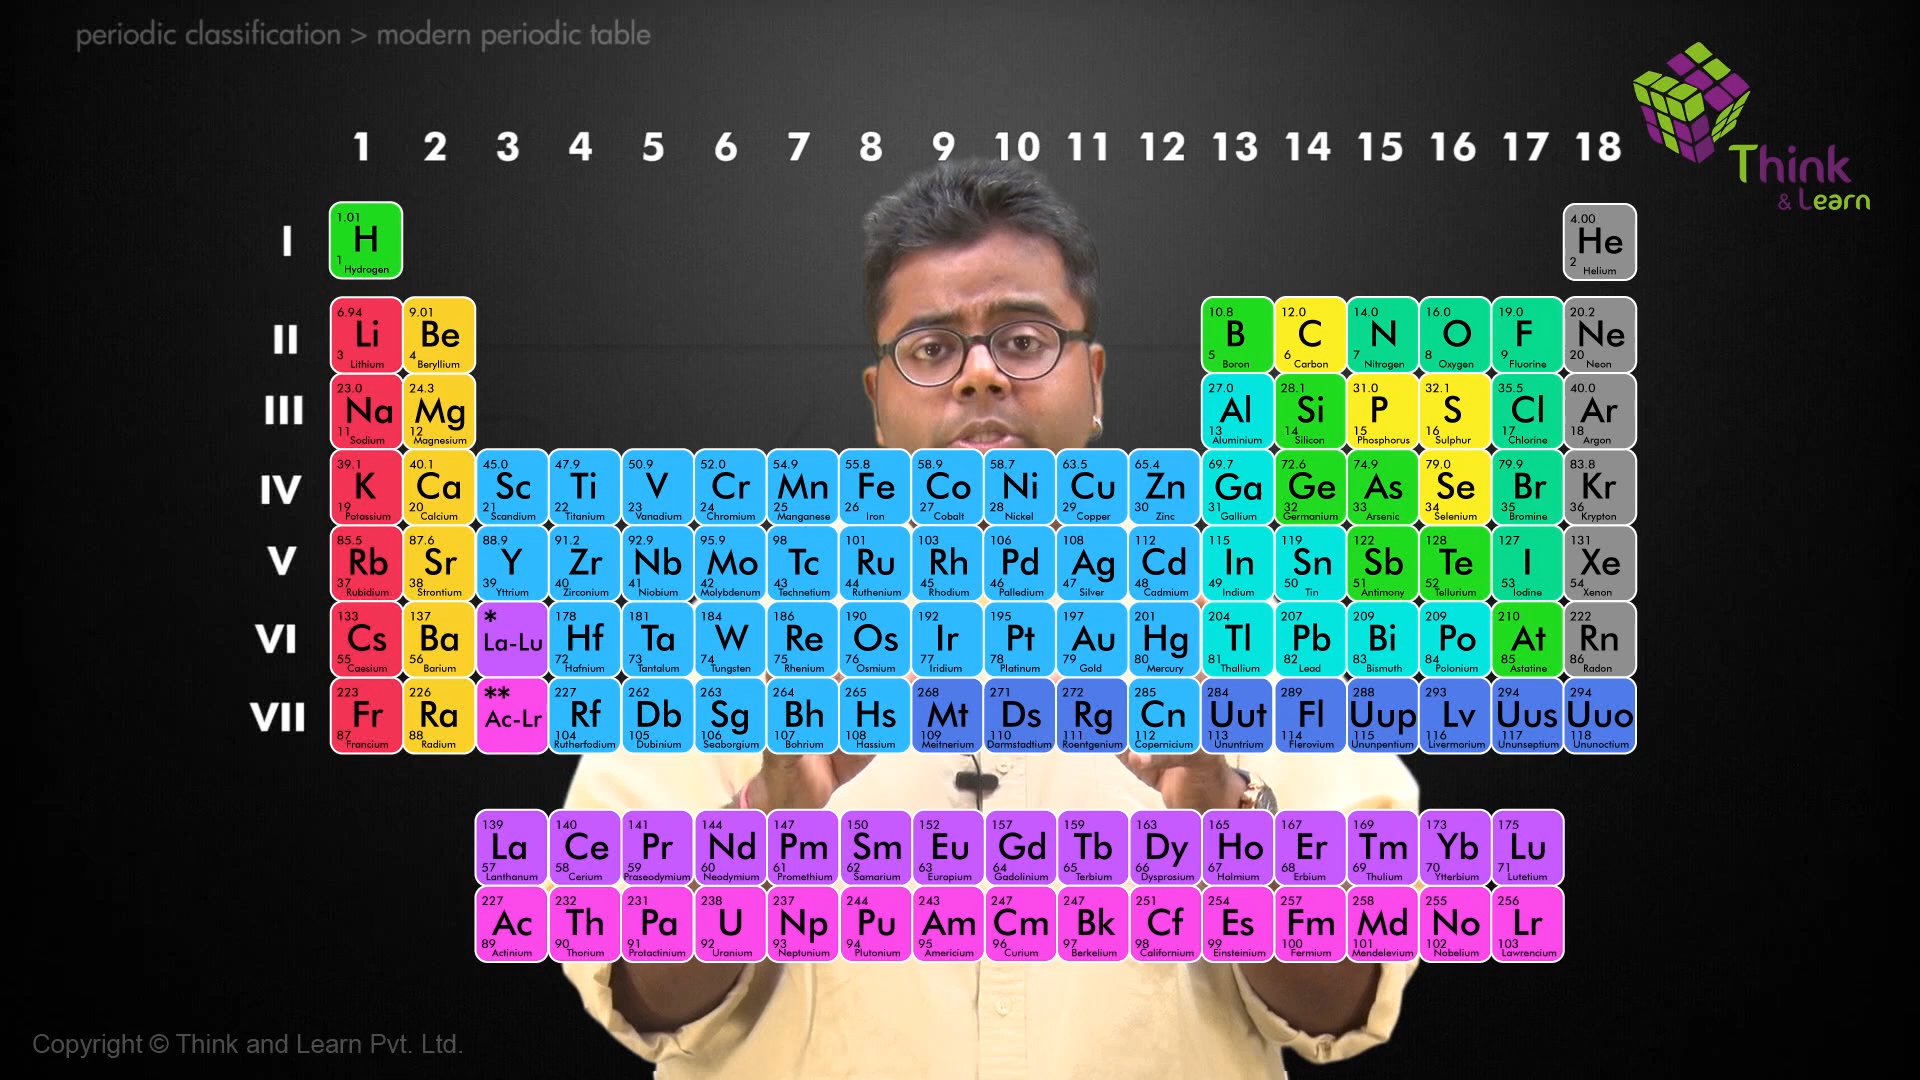 periodic classification > modern periodic table
Think
& Learn
1 2 3 4 5 6 7 8 9 10 11 12 13 14 15 16 17 18
I
1.01 H 1 Hydrogen
4.00 He 2 Helium
II
6.94 Li 3 Lithium
9.01 Be 4 Beryllium
10.8 B 5 Boron
12.0 C 6 Carbon
14.0 N 7 Nitrogen
16.0 O 8 Oxygen
19.0 F 9 Fluorine
20.2 Ne 20 Neon
III
23.0 Na 11 Sodium
24.3 Mg 12 Magnesium
27.0 Al 13 Aluminium
28.1 Si 14 Silicon
31.0 P 15 Phosphorus
32.1 S 16 Sulphur
35.5 Cl 17 Chlorine
40.0 Ar 18 Argon
IV
39.1 K 19 Potassium
40.1 Ca 20 Calcium
45.0 Sc 21 Scandium
47.9 Ti 22 Titanium
50.9 V 23 Vanadium
52.0 Cr 24 Chromium
54.9 Mn 25 Manganese
55.8 Fe 26 Iron
58.9 Co 27 Cobalt
58.7 Ni 28 Nickel
63.5 Cu 29 Copper
65.4 Zn 30 Zinc
69.7 Ga 31 Gallium
72.6 Ge 32 Germanium
74.9 As 33 Arsenic
79.0 Se 34 Selenium
79.9 Br 35 Bromine
83.8 Kr 36 Krypton
V
85.5 Rb 37 Rubidium
87.6 Sr 38 Strontium
88.9 Y 39 Yttrium
91.2 Zr 40 Zirconium
92.9 Nb 41 Niobium
95.9 Mo 42 Molybdenum
98 Tc 43 Technetium
101 Ru 44 Ruthenium
103 Rh 45 Rhodium
106 Pd 46 Palledium
108 Ag 47 Silver
112 Cd 48 Cadmium
115 In 49 Indium
119 Sn 50 Tin
122 Sb 51 Antimony
128 Te 52 Tellurium
127 I 53 Iodine
131 Xe 54 Xenon
VI
133 Cs 55 Caesium
137 Ba 56 Barium
* La-Lu
178 Hf 72 Hafnium
181 Ta 73 Tantalum
184 W 74 Tungsten
186 Re 75 Rhenium
190 Os 76 Osmium
192 Ir 77 Iridium
195 Pt 78 Platinum
197 Au 79 Gold
201 Hg 80 Mercury
204 Tl 81 Thallium
207 Pb 82 Lead
209 Bi 83 Bismuth
209 Po 84 Polonium
210 At 85 Astatine
222 Rn 86 Radon
VII
223 Fr 87 Francium
226 Ra 88 Radium
** Ac-Lr
227 Rf 104 Rutherfodium
262 Db 105 Dubinium
263 Sg 106 Seaborgium
264 Bh 107 Bohrium
265 Hs 108 Hassium
268 Mt 109 Meitnerium
271 Ds 110 Darmstadtium
272 Rg 111 Roentgenium
285 Cn 112 Copernicium
284 Uut 113 Ununtrium
289 Fl 114 Flerovium
288 Uup 115 Ununpentium
293 Lv 116 Livermorium
294 Uus 117 Ununseptium
294 Uuo 118 Ununoctium
139 La 57 Lanthanum
140 Ce 58 Cerium
141 Pr 59 Praseodymium
144 Nd 60 Neodymium
147 Pm 61 Promethium
150 Sm 62 Samarium
152 Eu 63 Europium
157 Gd 64 Gadolinium
159 Tb 65 Terbium
163 Dy 66 Dysprosium
165 Ho 67 Holmium
167 Er 68 Erbium
169 Tm 69 Thulium
173 Yb 70 Ytterbium
175 Lu 71 Lutetium
227 Ac 89 Actinium
232 Th 90 Thorium
231 Pa 91 Protactinium
238 U 92 Uranium
237 Np 93 Neptunium
244 Pu 94 Plutonium
243 Am 95 Americium
247 Cm 96 Curium
247 Bk 97 Berkelium
251 Cf 98 Californium
254 Es 99 Einsteinium
257 Fm 100 Fermium
258 Md 101 Mendelevium
255 No 102 Nobelium
256 Lr 103 Lawrencium
Copyright © Think and Learn Pvt. Ltd.